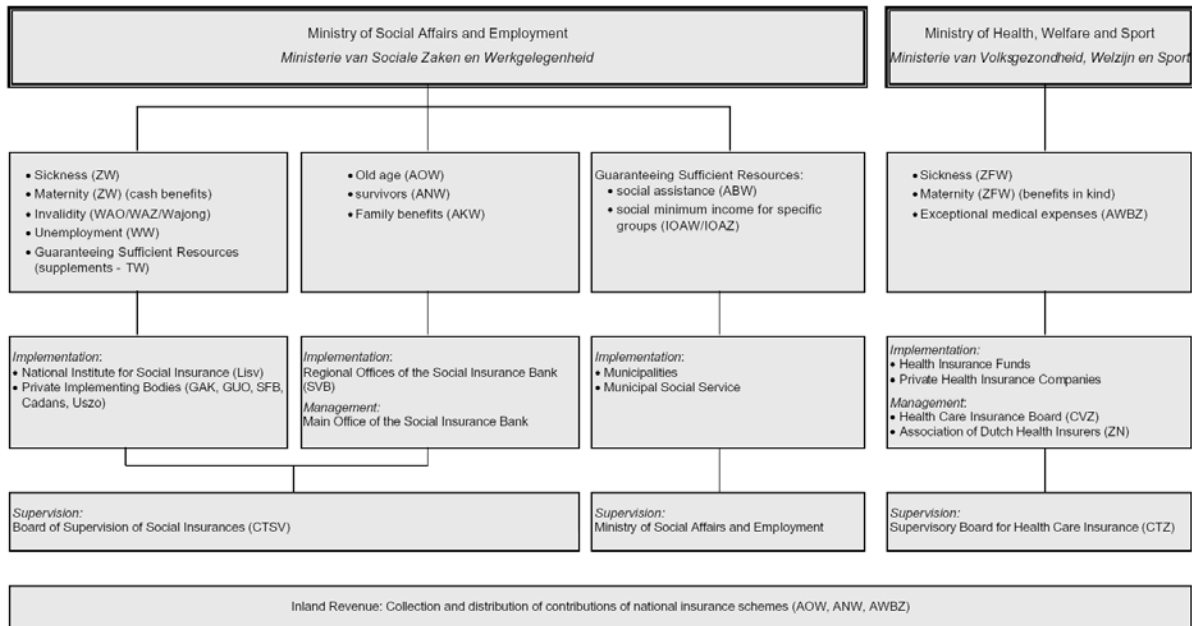 Ministry of Social Affairs and Employment
Ministerie van Sociale Zaken en Werkgelegenheid
Ministry of Health, Welfare and Sport
Ministerie van Volksgezondheid, Welzijn en Sport
• Sickness (ZW)
• Maternity (ZW) (cash benefits)
• Invalidity (WAO/WAZ/Wajong)
• Unemployment (WW)
• Guaranteeing Sufficient Resources
(supplements - TW)
• Old age (AOW)
• survivors (ANW)
• Family benefits (AKW)
Guaranteeing Sufficient Resources:
• social assistance (ABW)
• social minimum income for specific
groups (IOAW/IOAZ)
• Sickness (ZFW)
• Maternity (ZFW) (benefits in kind)
• Exceptional medical expenses (AWBZ)
Implementation:
• National Institute for Social Insurance (Lisv)
• Private Implementing Bodies (GAK, GUO, SFB,
Cadans, Uszo)
Implementation:
Regional Offices of the Social Insurance Bank
(SVB)
Management:
Main Office of the Social Insurance Bank
Implementation:
• Municipalities
• Municipal Social Service
Implementation:
• Health Insurance Funds
• Private Health Insurance Companies
Management:
• Health Care Insurance Board (CVZ)
• Association of Dutch Health Insurers (ZN)
Supervision:
Board of Supervision of Social Insurances (CTSV)
Supervision:
Ministry of Social Affairs and Employment
Supervision:
Supervisory Board for Health Care Insurance (CTZ)
Inland Revenue: Collection and distribution of contributions of national insurance schemes (AOW, ANW, AWBZ)